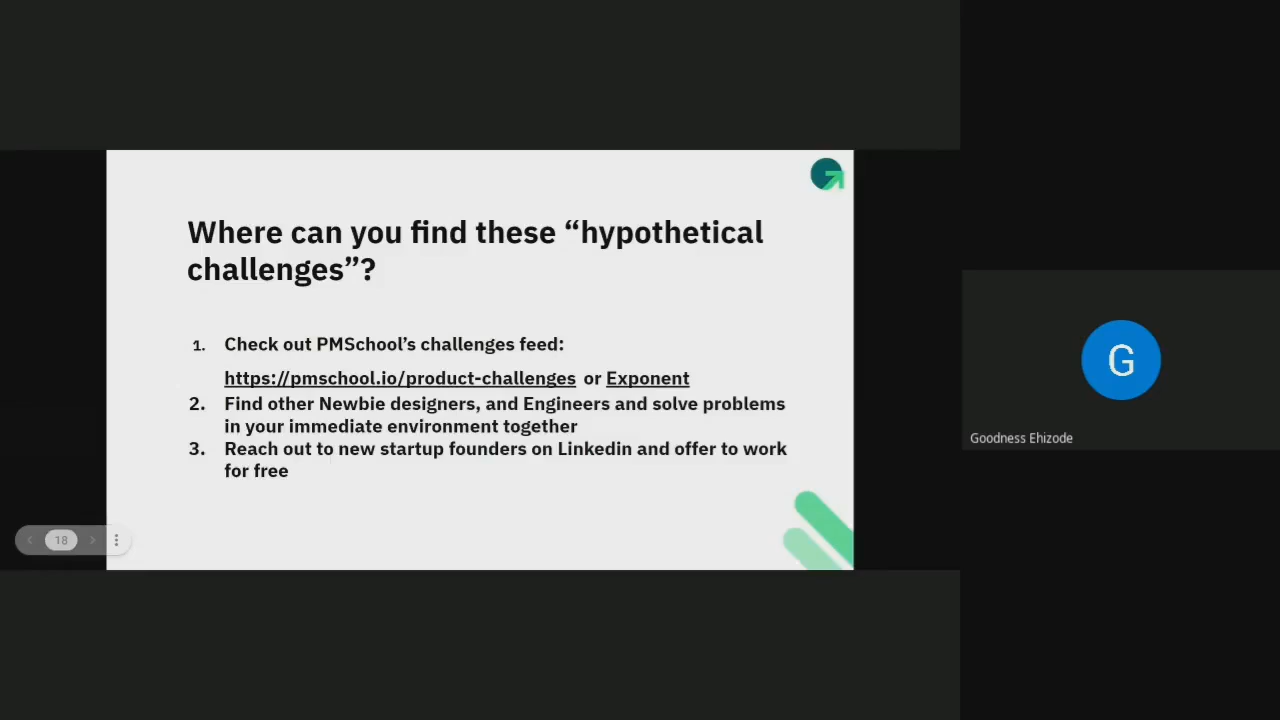 Where can you find these “hypothetical
challenges”?
1. Check out PMSchool’s challenges feed:
https://pmschool.io/product-challenges or Exponent
2. Find other Newbie designers, and Engineers and solve problems
in your immediate environment together
3. Reach out to new startup founders on Linkedin and offer to work
for free
18
G
Goodness Ehizode